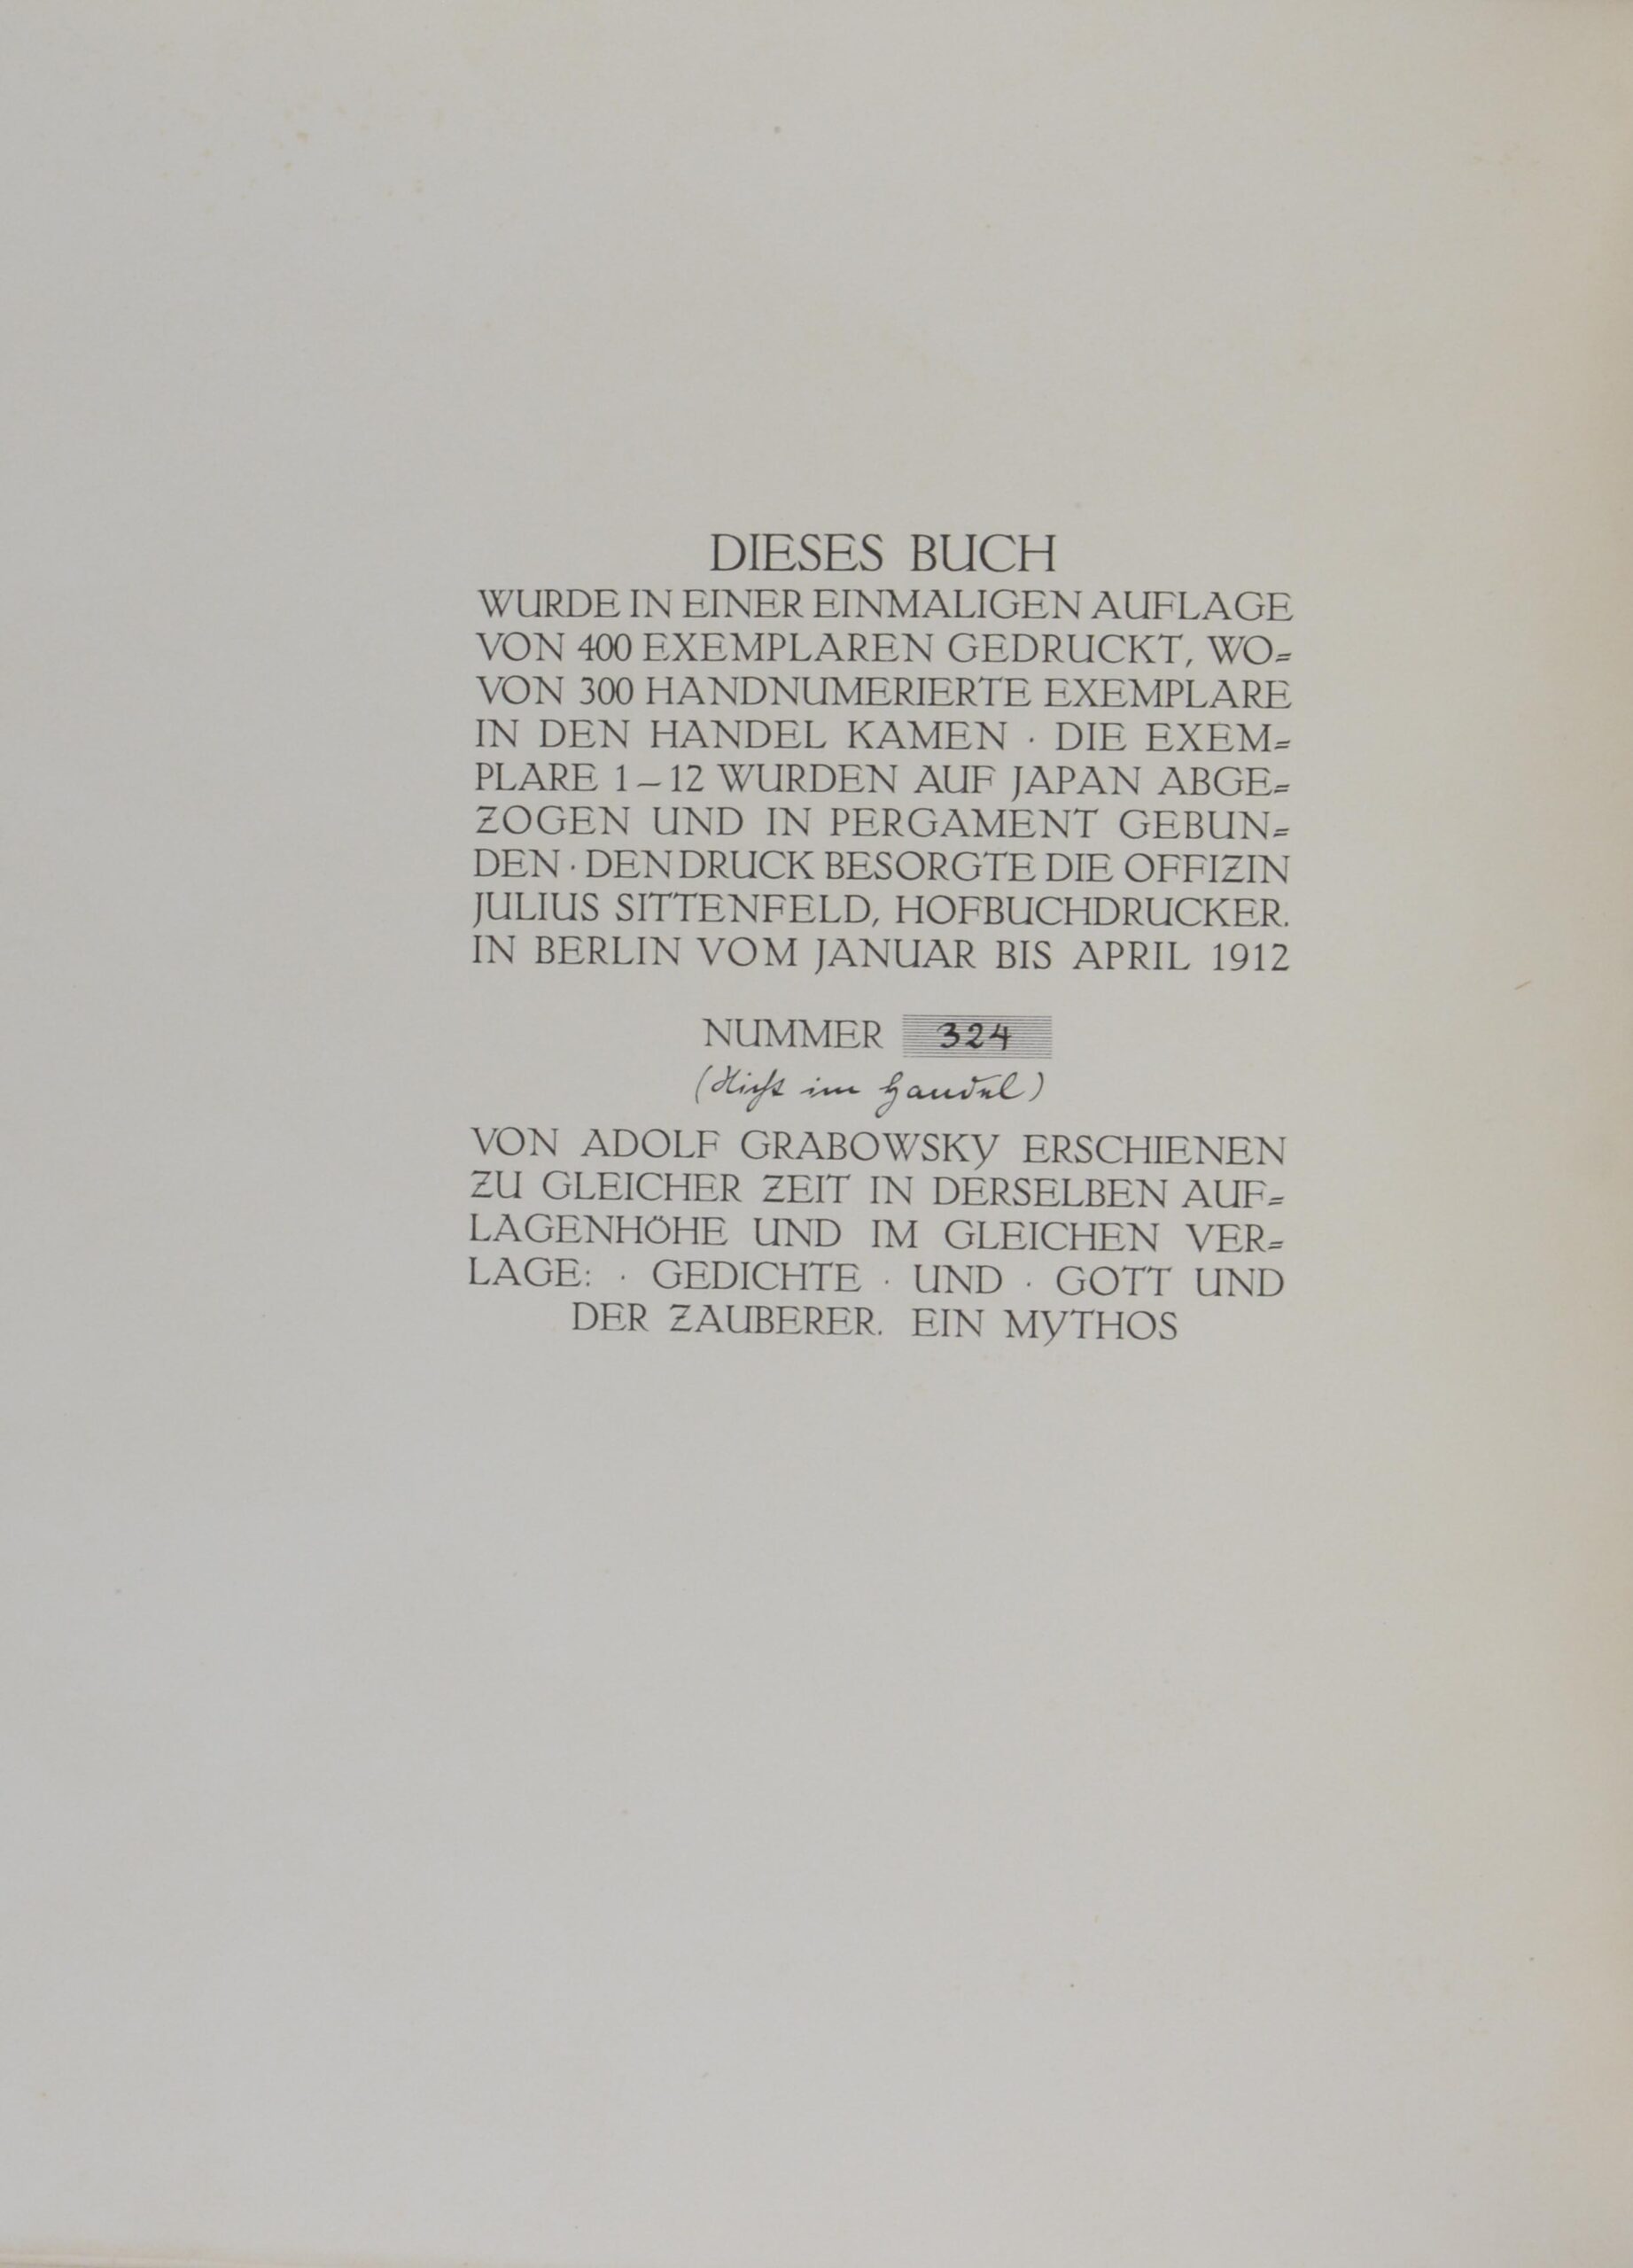 DIESES BUCH
WURDE IN EINER EINMALIGEN AUFLAGE
VON 400 EXEMPLAREN GEDRUCKT, WO=
VON 300 HANDNUMERIERTE EXEMPLARE
IN DEN HANDEL KAMEN · DIE EXEM=
PLARE 1–12 WURDEN AUF JAPAN ABGE=
ZOGEN UND IN PERGAMENT GEBUN=
DEN · DEN DRUCK BESORGTE DIE OFFIZIN
JULIUS SITTENFELD, HOFBUCHDRUCKER.
IN BERLIN VOM JANUAR BIS APRIL 1912
NUMMER 324
(Nicht im Handel)
VON ADOLF GRABOWSKY ERSCHIENEN
ZU GLEICHER ZEIT IN DERSELBEN AUF=
LAGENHÖHE UND IM GLEICHEN VER=
LAGE: · GEDICHTE · UND · GOTT UND
DER ZAUBERER. EIN MYTHOS